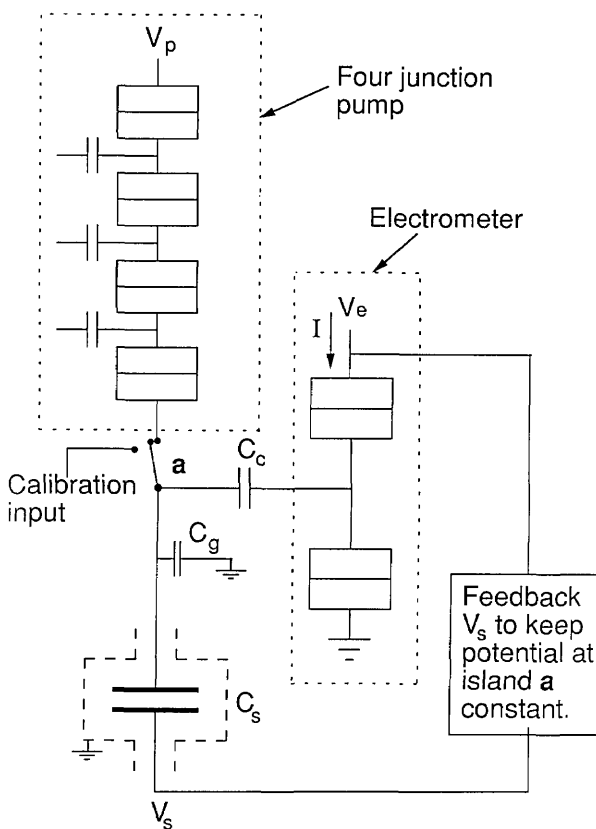 V_p
Four junction
pump
Electrometer
I
V_e
a
C_c
Calibration
input
C_g
Feedback
V_s to keep
potential at
island a
constant.
C_s
V_s